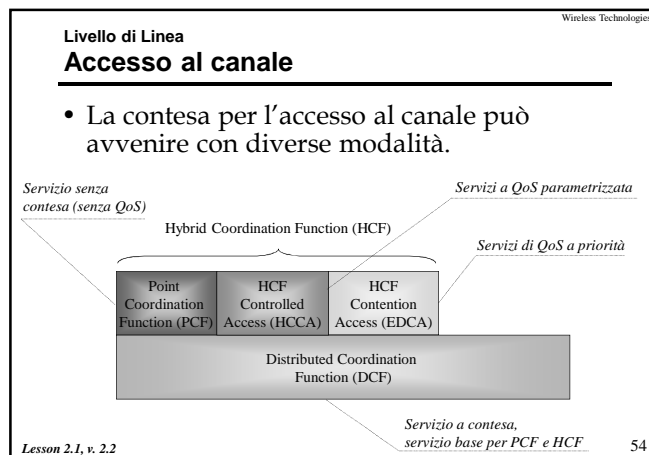 Wireless Technologies
Livello di Linea
Accesso al canale
• La contesa per l'accesso al canale può
avvenire con diverse modalità.
Servizio senza
contesa (senza QoS)
Servizi a QoS parametrizzata
Hybrid Coordination Function (HCF)
Servizi di QoS a priorità
Point
Coordination
Function (PCF)
HCF
Controlled
Access (HCCA)
HCF
Contention
Access (EDCA)
Distributed Coordination
Function (DCF)
Servizio a contesa,
servizio base per PCF e HCF
Lesson 2.1, v. 2.2
54